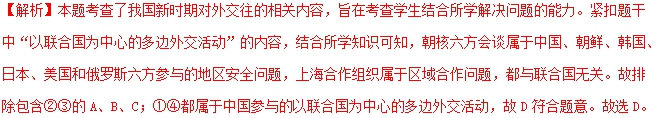 【解析】本题考查了我国新时期对外交往的相关内容，旨在考查学生结合所学解决问题的能力。紧扣题干
中“以联合国为中心的多边外交活动”的内容，结合所学知识可知，朝核六方会谈属于中国、朝鲜、韩国、
日本、美国和俄罗斯六方参与的地区安全问题，上海合作组织属于区域合作问题，都与联合国无关。故排
除包含②③的 A、B、C；①④都属于中国参与的以联合国为中心的多边外交活动，故 D 符合题意。故选 D。